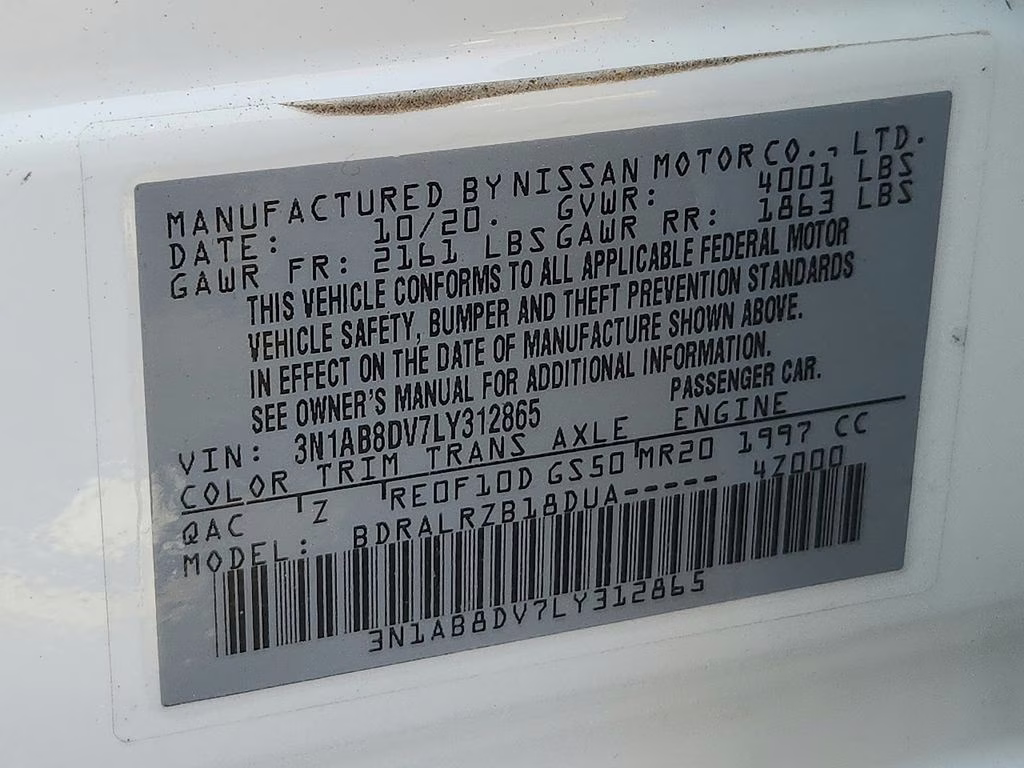 MANUFACTURED BY NISSAN MOTOR CO., LTD.
DATE: 10/20. GVWR: 4001 LBS
GAWR FR: 2161 LBS GAWR RR: 1863 LBS
THIS VEHICLE CONFORMS TO ALL APPLICABLE FEDERAL MOTOR
VEHICLE SAFETY, BUMPER AND THEFT PREVENTION STANDARDS
IN EFFECT ON THE DATE OF MANUFACTURE SHOWN ABOVE.
SEE OWNER'S MANUAL FOR ADDITIONAL INFORMATION.
VIN: 3N1AB8DV7LY312865 PASSENGER CAR.
COLOR TRIM TRANS AXLE ENGINE
QAC Z RE0F10D GS50 MR20 1997 CC
MODEL: BDRALRZB18DUA----- 4Z000
3N1AB8DV7LY312865